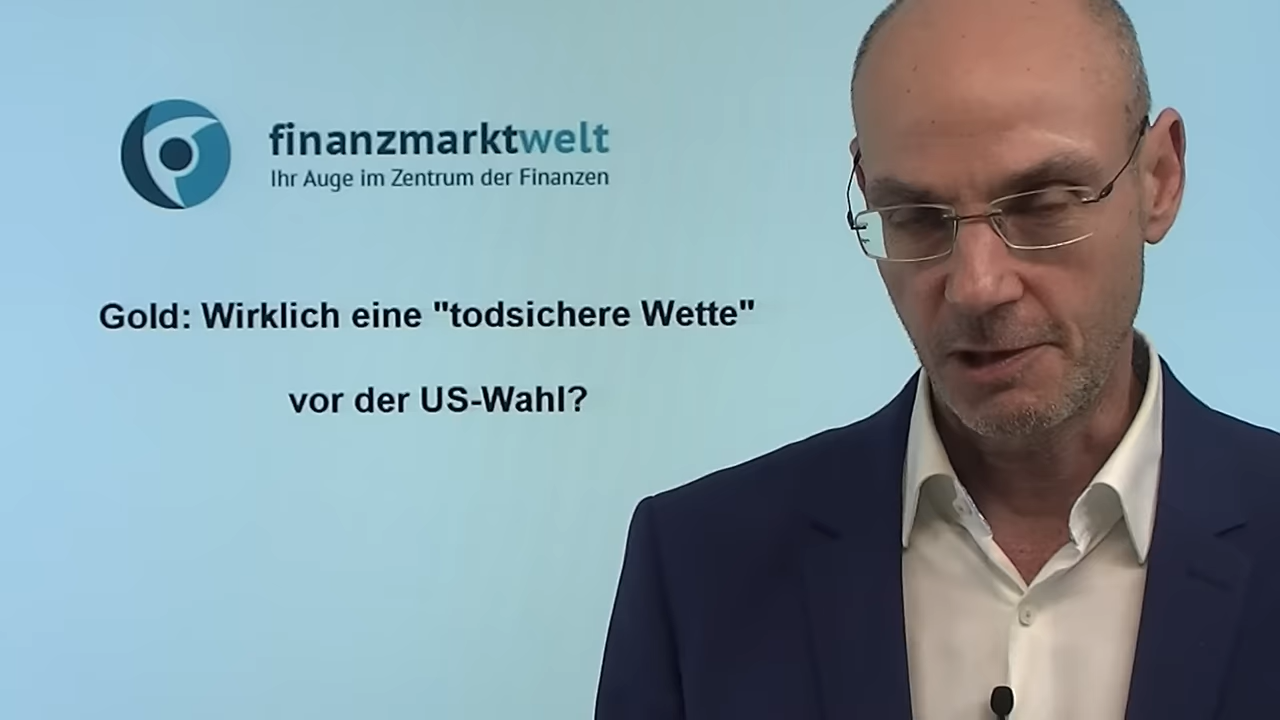 finanzmarktwelt
Ihr Auge im Zentrum der Finanzen
Gold: Wirklich eine "todsichere Wette"
vor der US-Wahl?